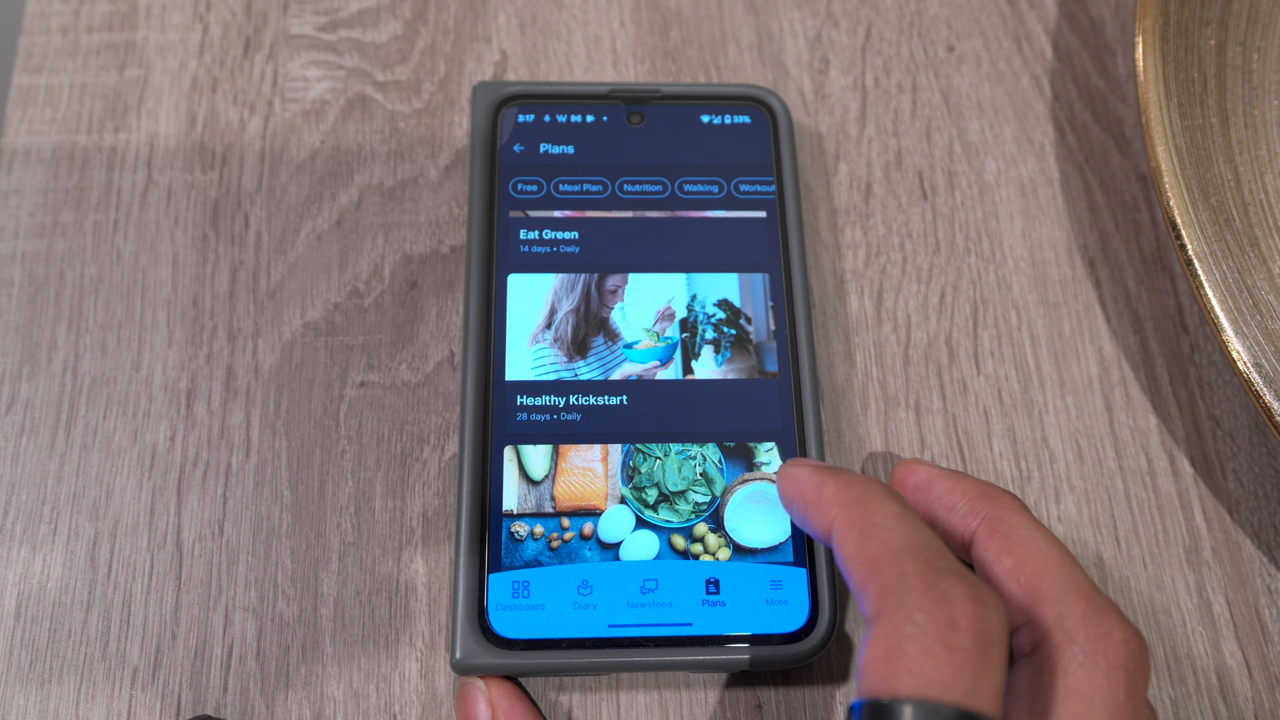 3:17 33%
Plans
Free Meal Plan Nutrition Walking Workout
Eat Green
14 days • Daily
Healthy Kickstart
28 days • Daily
Dashboard Diary Newsfeed Plans More